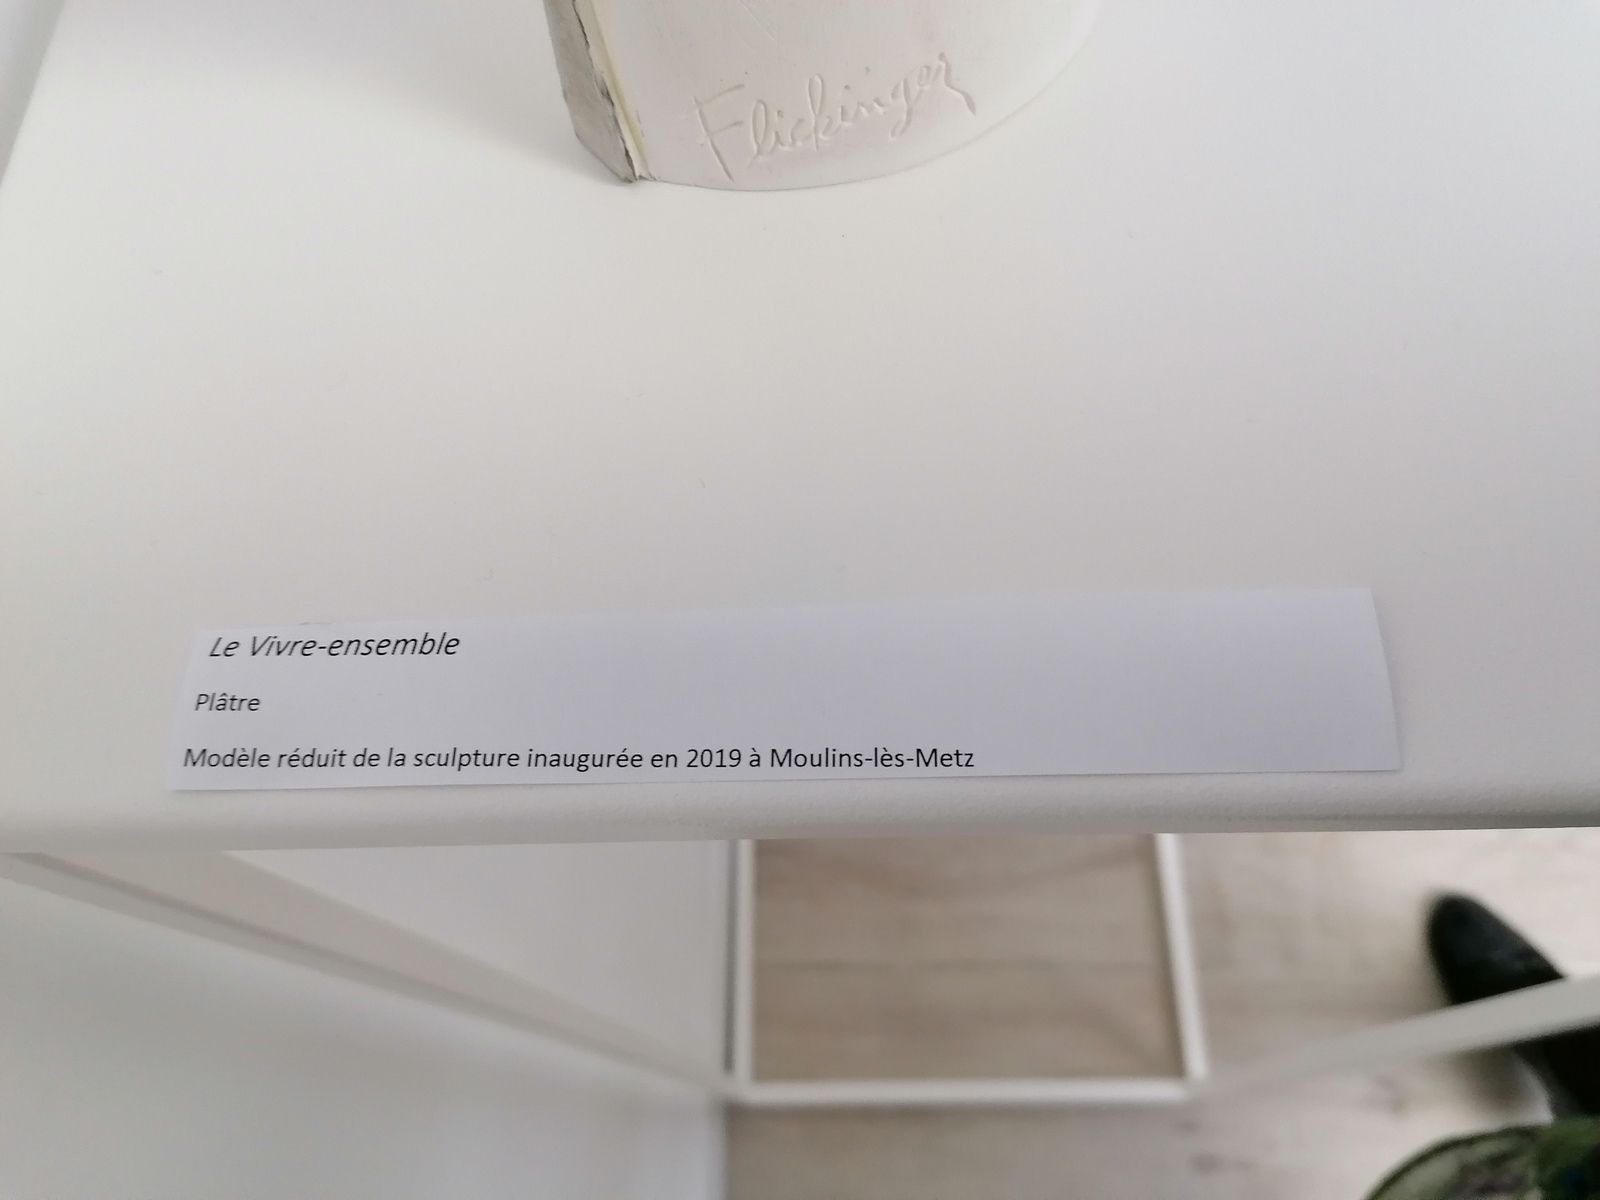 Flickinger
Le Vivre-ensemble
Plâtre
Modèle réduit de la sculpture inaugurée en 2019 à Moulins-lès-Metz